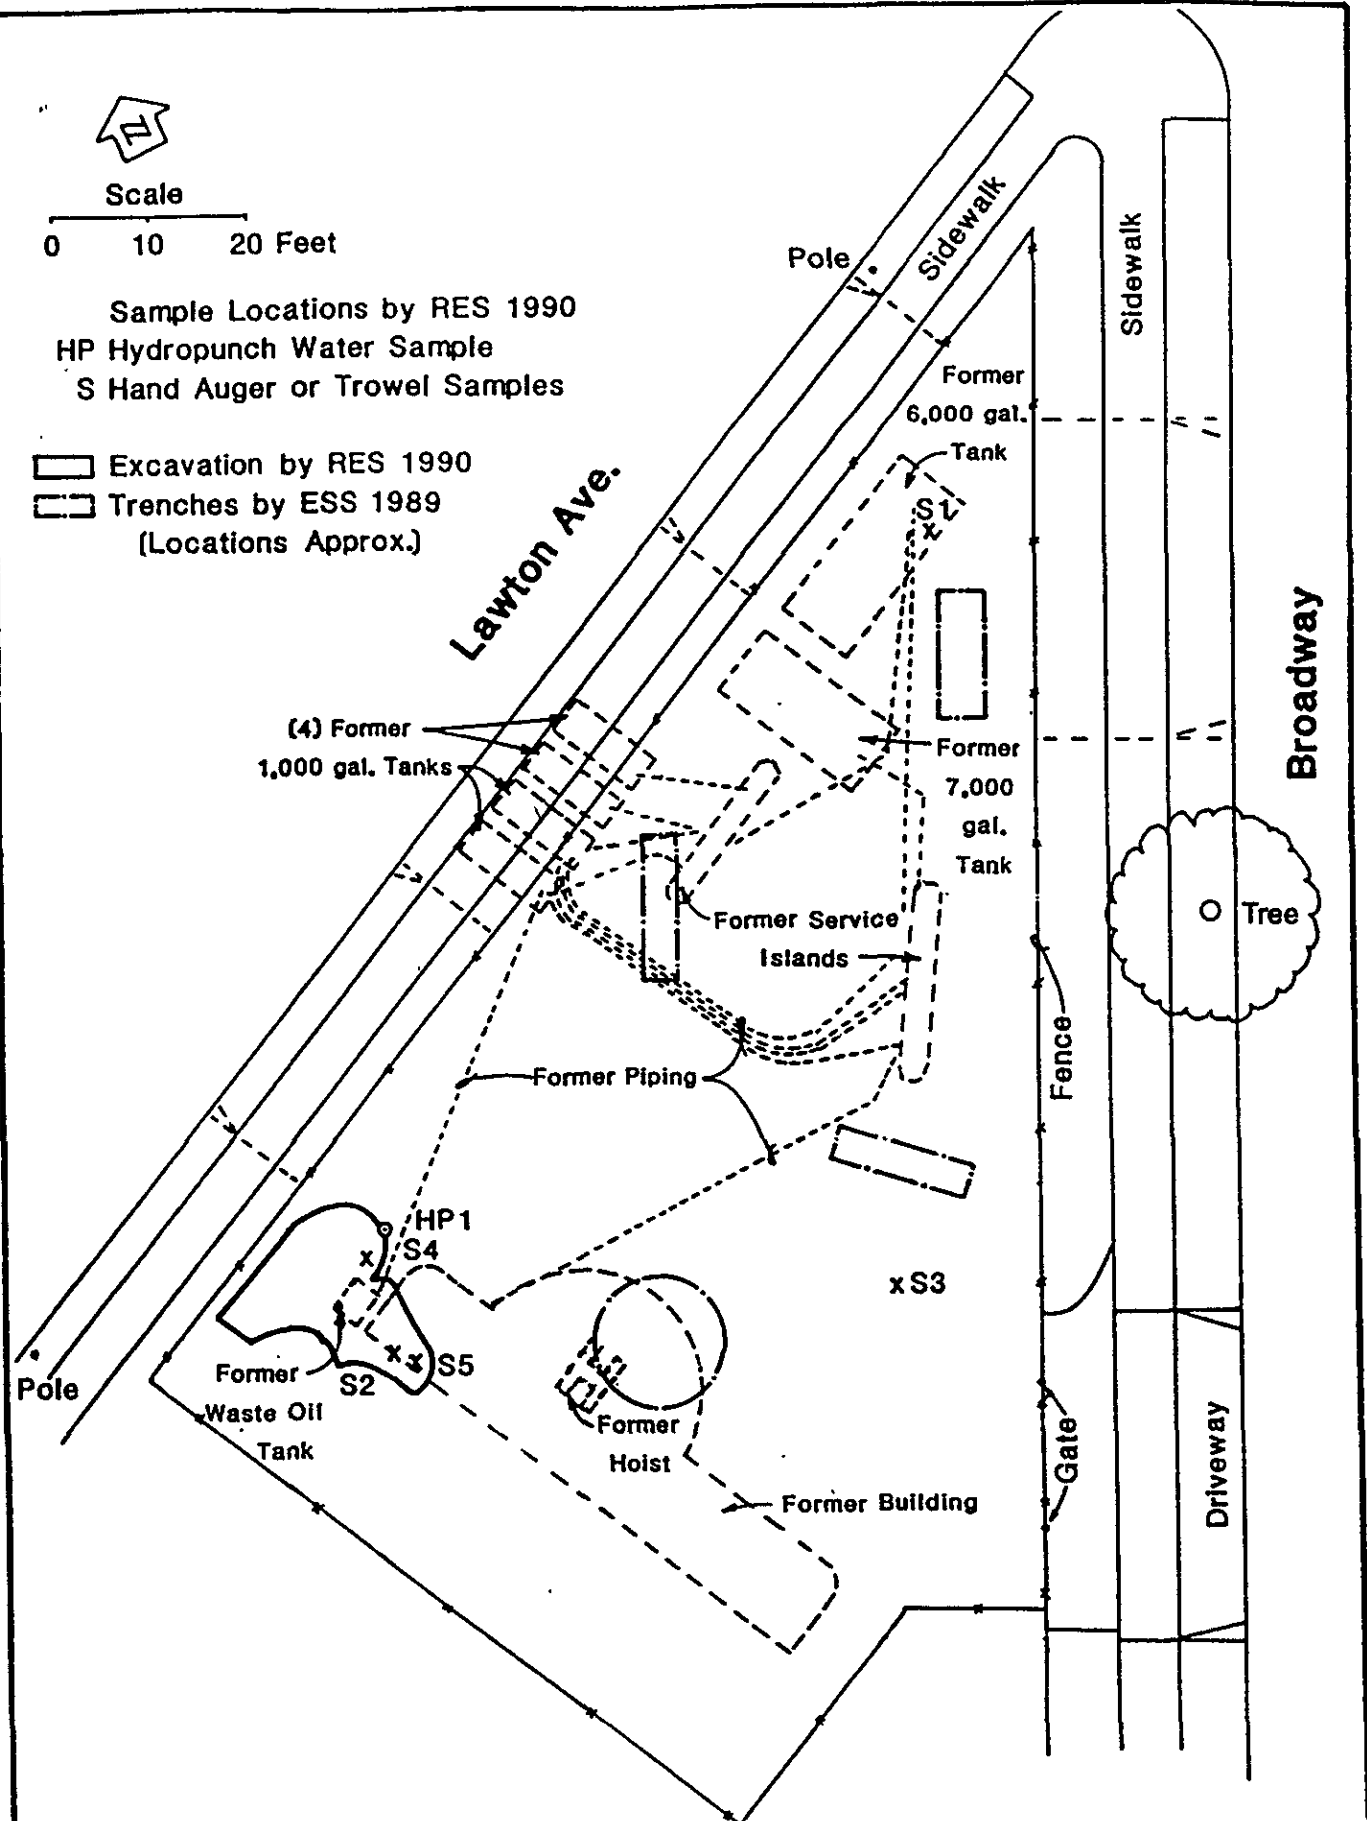 N
Scale
0 10 20 Feet
Sample Locations by RES 1990
HP Hydropunch Water Sample
S Hand Auger or Trowel Samples
Excavation by RES 1990
Trenches by ESS 1989
(Locations Approx.)
Lawton Ave.
Pole
Sidewalk
Sidewalk
Former
6,000 gal.
Tank
S1
Broadway
(4) Former
1,000 gal. Tanks
Former
7,000
gal.
Tank
Former Service
Islands
Tree
Fence
Former Piping
HP1
S4
S3
Pole
Former
Waste Oil
Tank
S2
S5
Former
Hoist
Former Building
Gate
Driveway